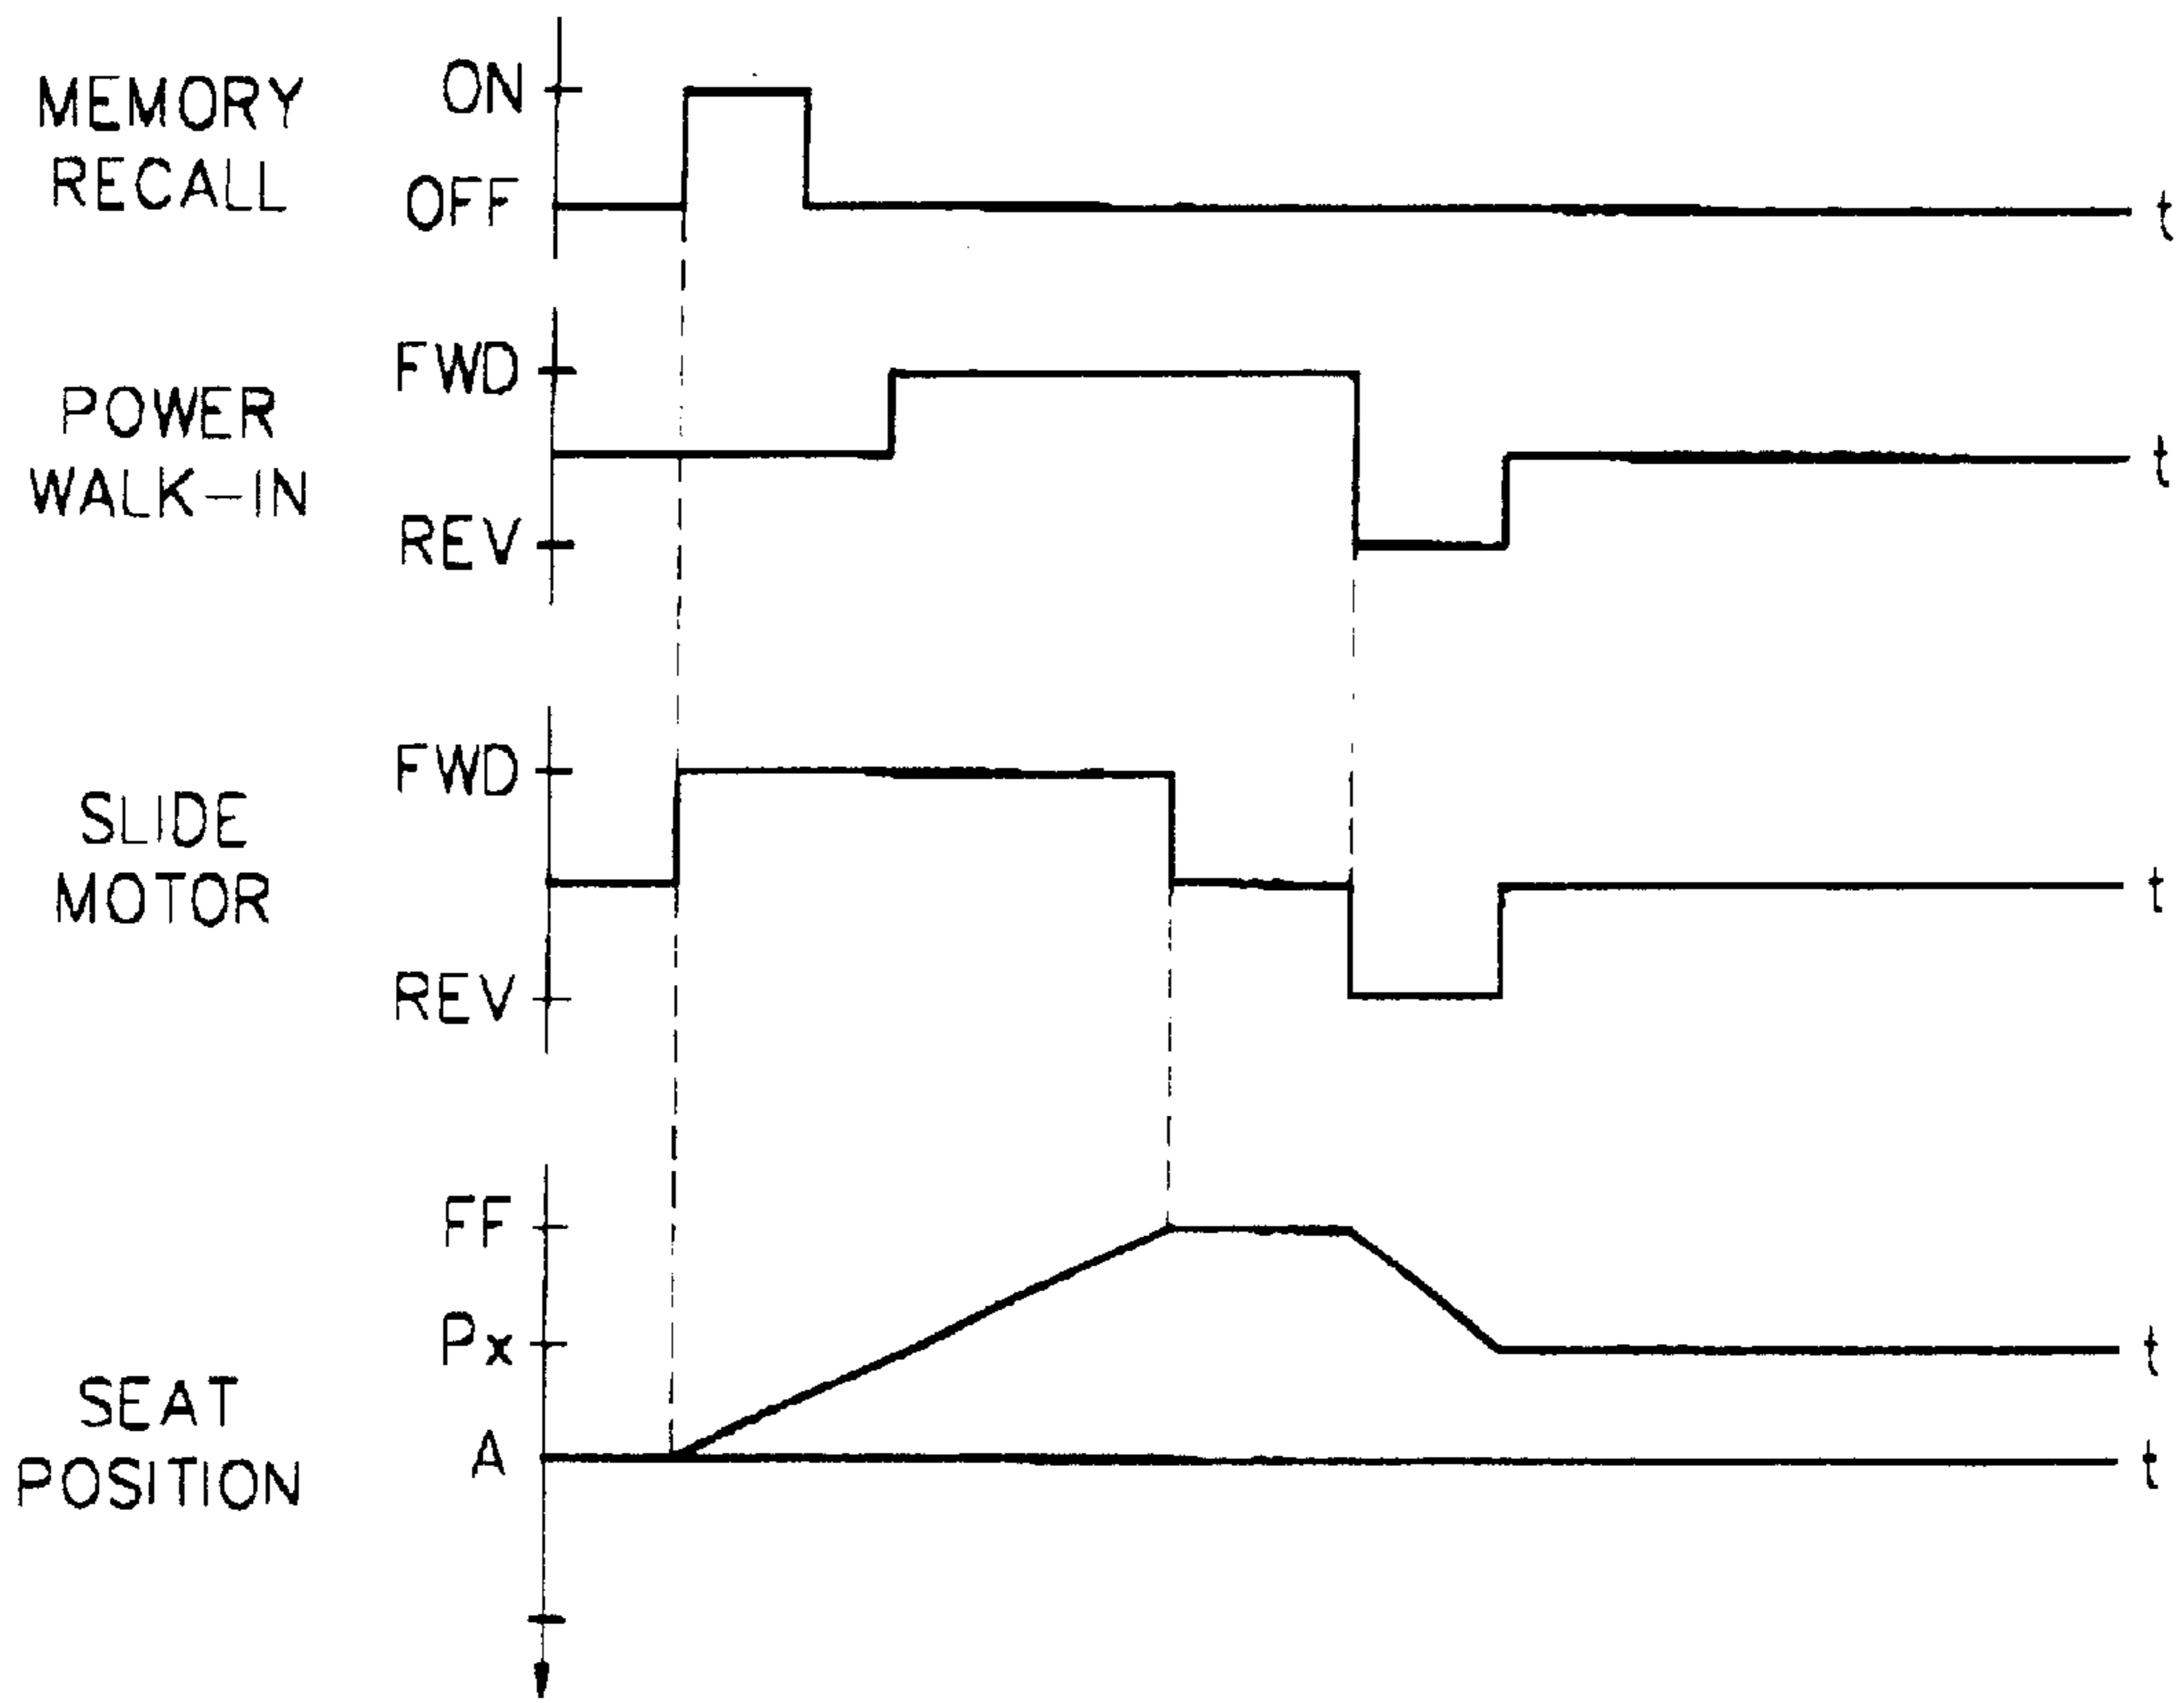 MEMORY
RECALL
ON
OFF
t
POWER
WALK-IN
FWD
REV
t
SLIDE
MOTOR
FWD
REV
t
SEAT
POSITION
FF
Px
A
t
t